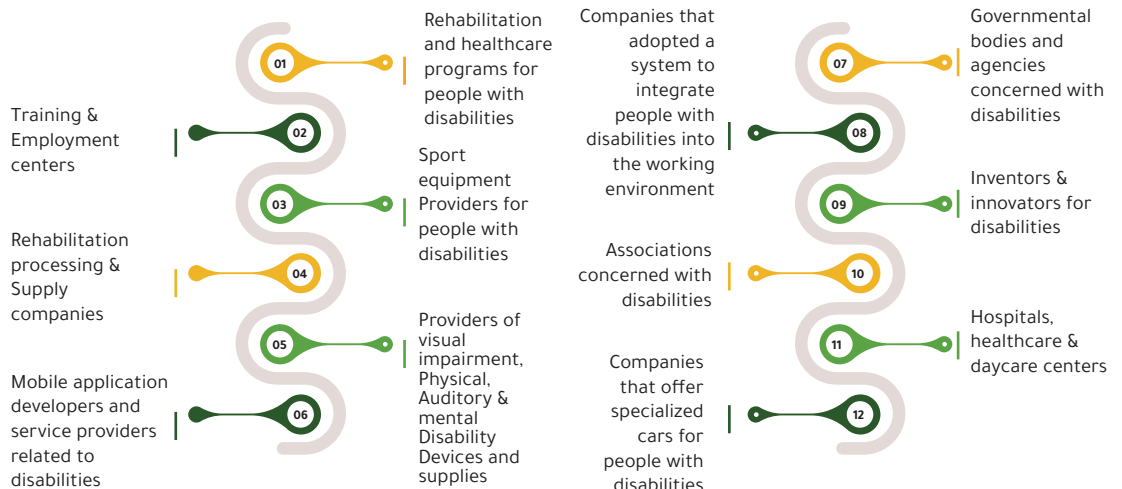 01
Rehabilitation
and healthcare
programs for
people with
disabilities
02
Training &
Employment
centers
03
Sport
equipment
Providers for
people with
disabilities
04
Rehabilitation
processing &
Supply
companies
05
Providers of
visual
impairment,
Physical,
Auditory &
mental
Disability
Devices and
supplies
06
Mobile application
developers and
service providers
related to
disabilities
07
Governmental
bodies and
agencies
concerned with
disabilities
08
Companies that
adopted a
system to
integrate
people with
disabilities into
the working
environment
09
Inventors &
innovators for
disabilities
10
Associations
concerned with
disabilities
11
Hospitals,
healthcare &
daycare centers
12
Companies
that offer
specialized
cars for
people with
disabilities